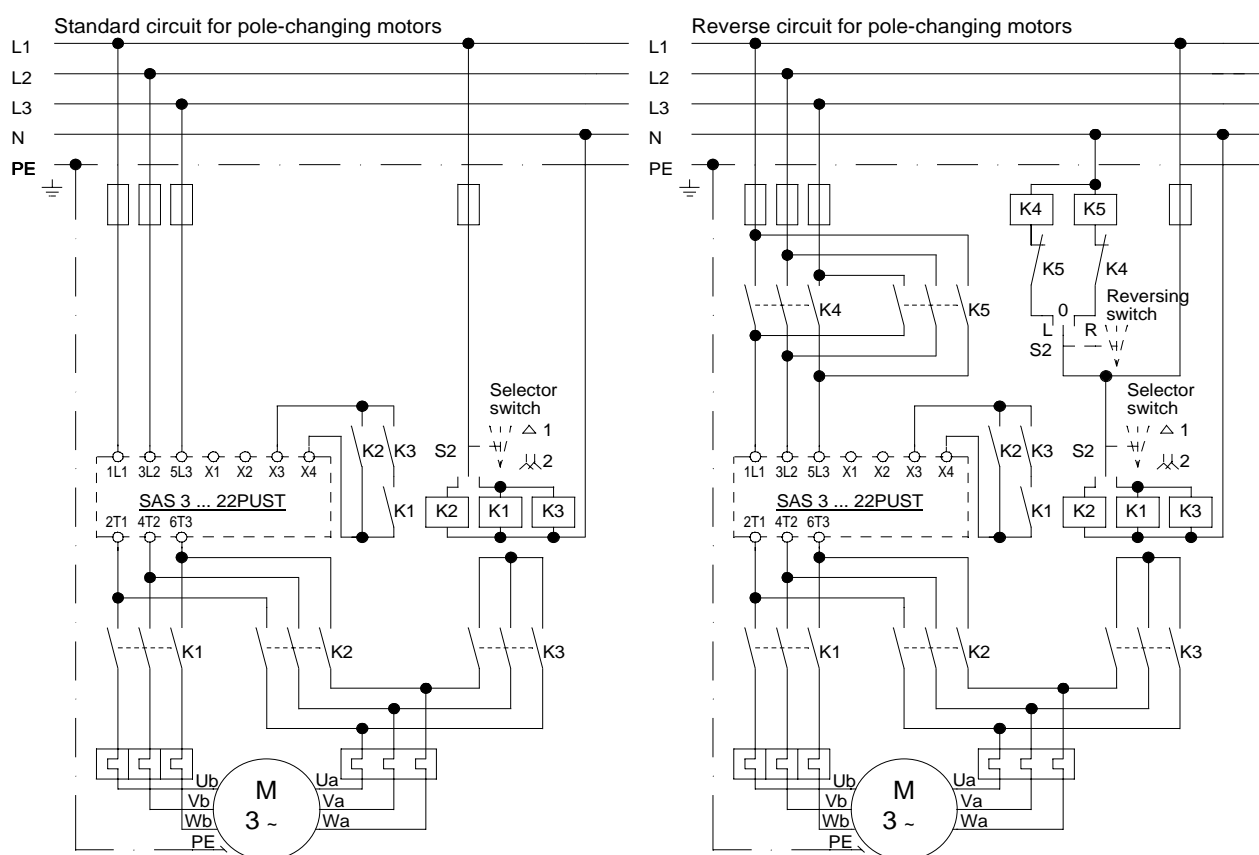 Standard circuit for pole-changing motors
L1
L2
L3
N
PE
Selector
switch
1
2
S2
K2 K3
K1
1L1 3L2 5L3 X1 X2 X3 X4
SAS 3 ... 22PUST
2T1 4T2 6T3
K2 K1 K3
K1 K2 K3
Ub
Vb
Wb
PE
M
3 ~
Ua
Va
Wa
Reverse circuit for pole-changing motors
L1
L2
L3
N
PE
K4 K5
K5 K4
K4 K5
0
L R
S2
Reversing
switch
Selector
switch
1
2
S2
K2 K3
K1
1L1 3L2 5L3 X1 X2 X3 X4
SAS 3 ... 22PUST
2T1 4T2 6T3
K2 K1 K3
K1 K2 K3
Ub
Vb
Wb
PE
M
3 ~
Ua
Va
Wa